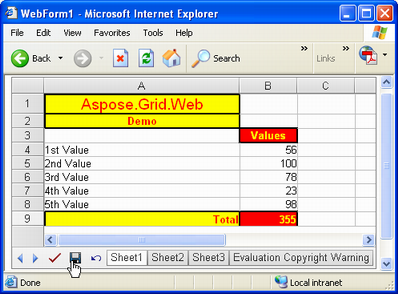 WebForm1 - Microsoft Internet Explorer
File Edit View Favorites Tools Help
Back Search Links
A B C
1 Aspose.Grid.Web
2 Demo
3 Values
4 1st Value 56
5 2nd Value 100
6 3rd Value 78
7 4th Value 23
8 5th Value 98
9 Total 355
Sheet1 Sheet2 Sheet3 Evaluation Copyright Warning
Done Local intranet